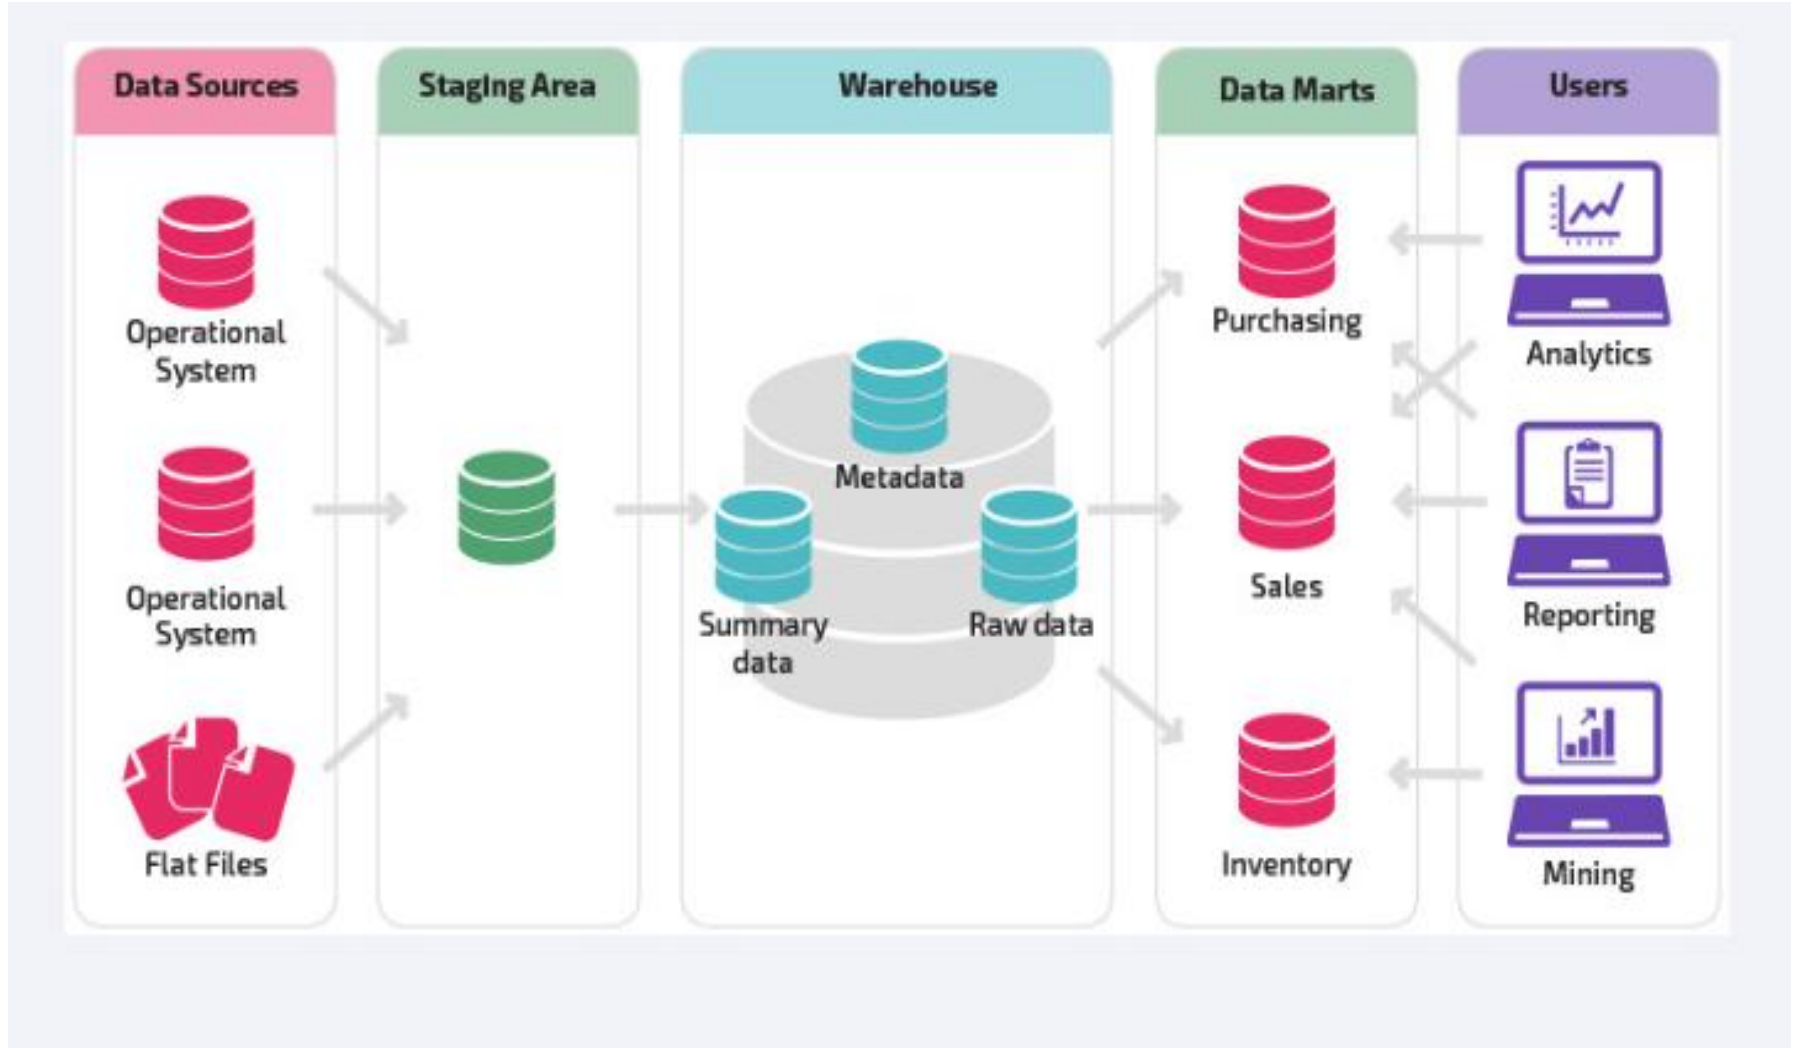 Data Sources
Staging Area
Warehouse
Data Marts
Users
Operational
System
Operational
System
Flat Files
Metadata
Summary
data
Raw data
Purchasing
Sales
Inventory
Analytics
Reporting
Mining